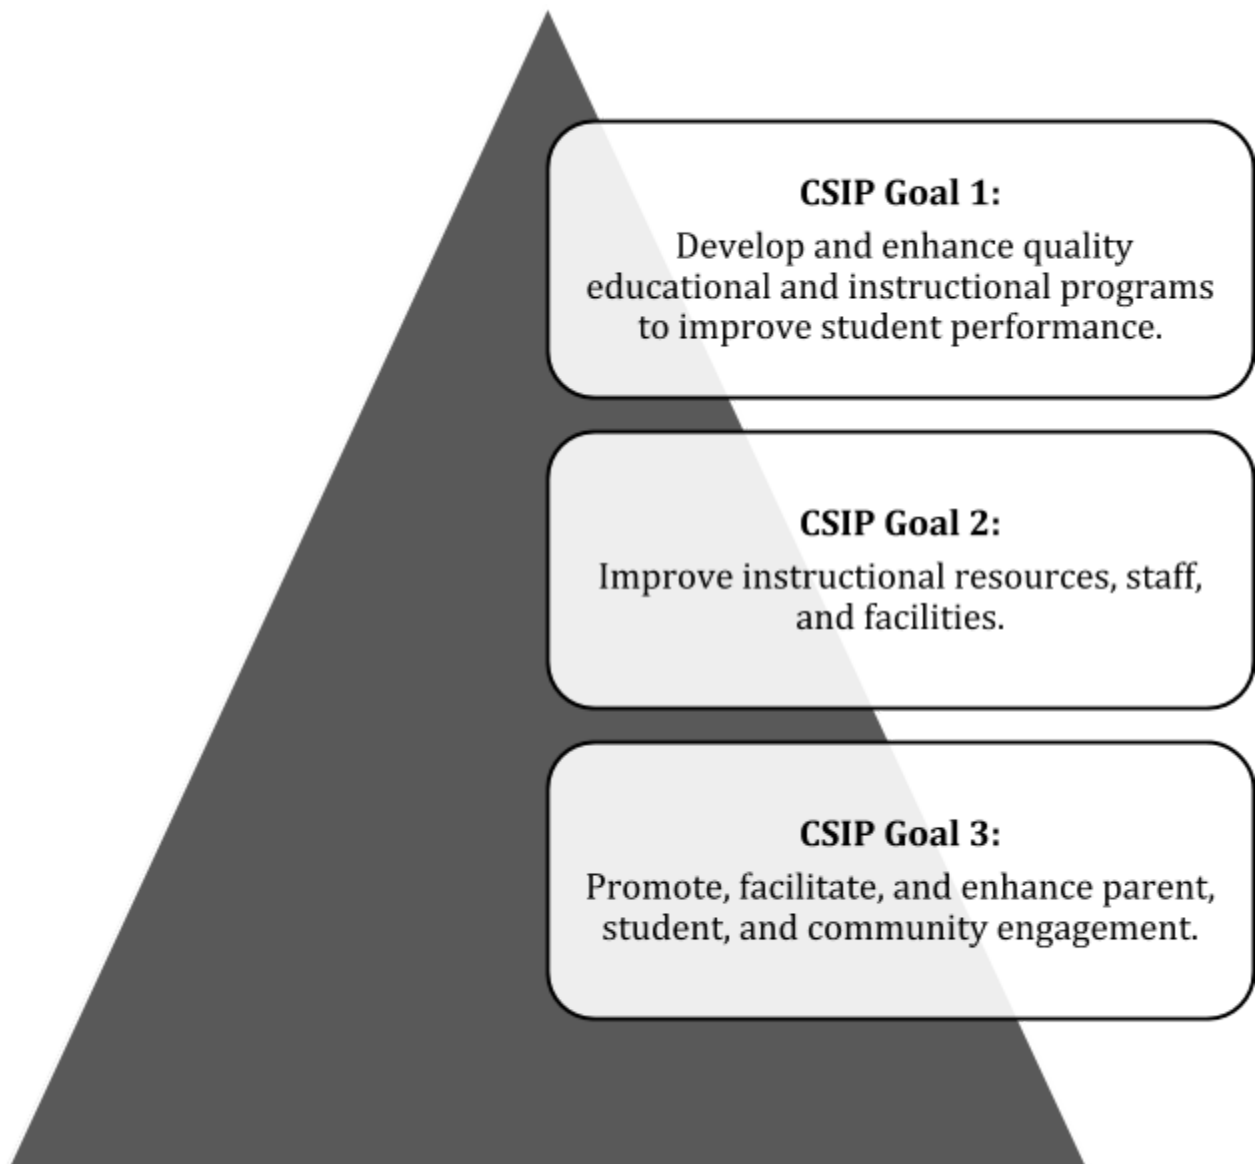 CSIP Goal 1:
Develop and enhance quality
educational and instructional programs
to improve student performance.
CSIP Goal 2:
Improve instructional resources, staff,
and facilities.
CSIP Goal 3:
Promote, facilitate, and enhance parent,
student, and community engagement.